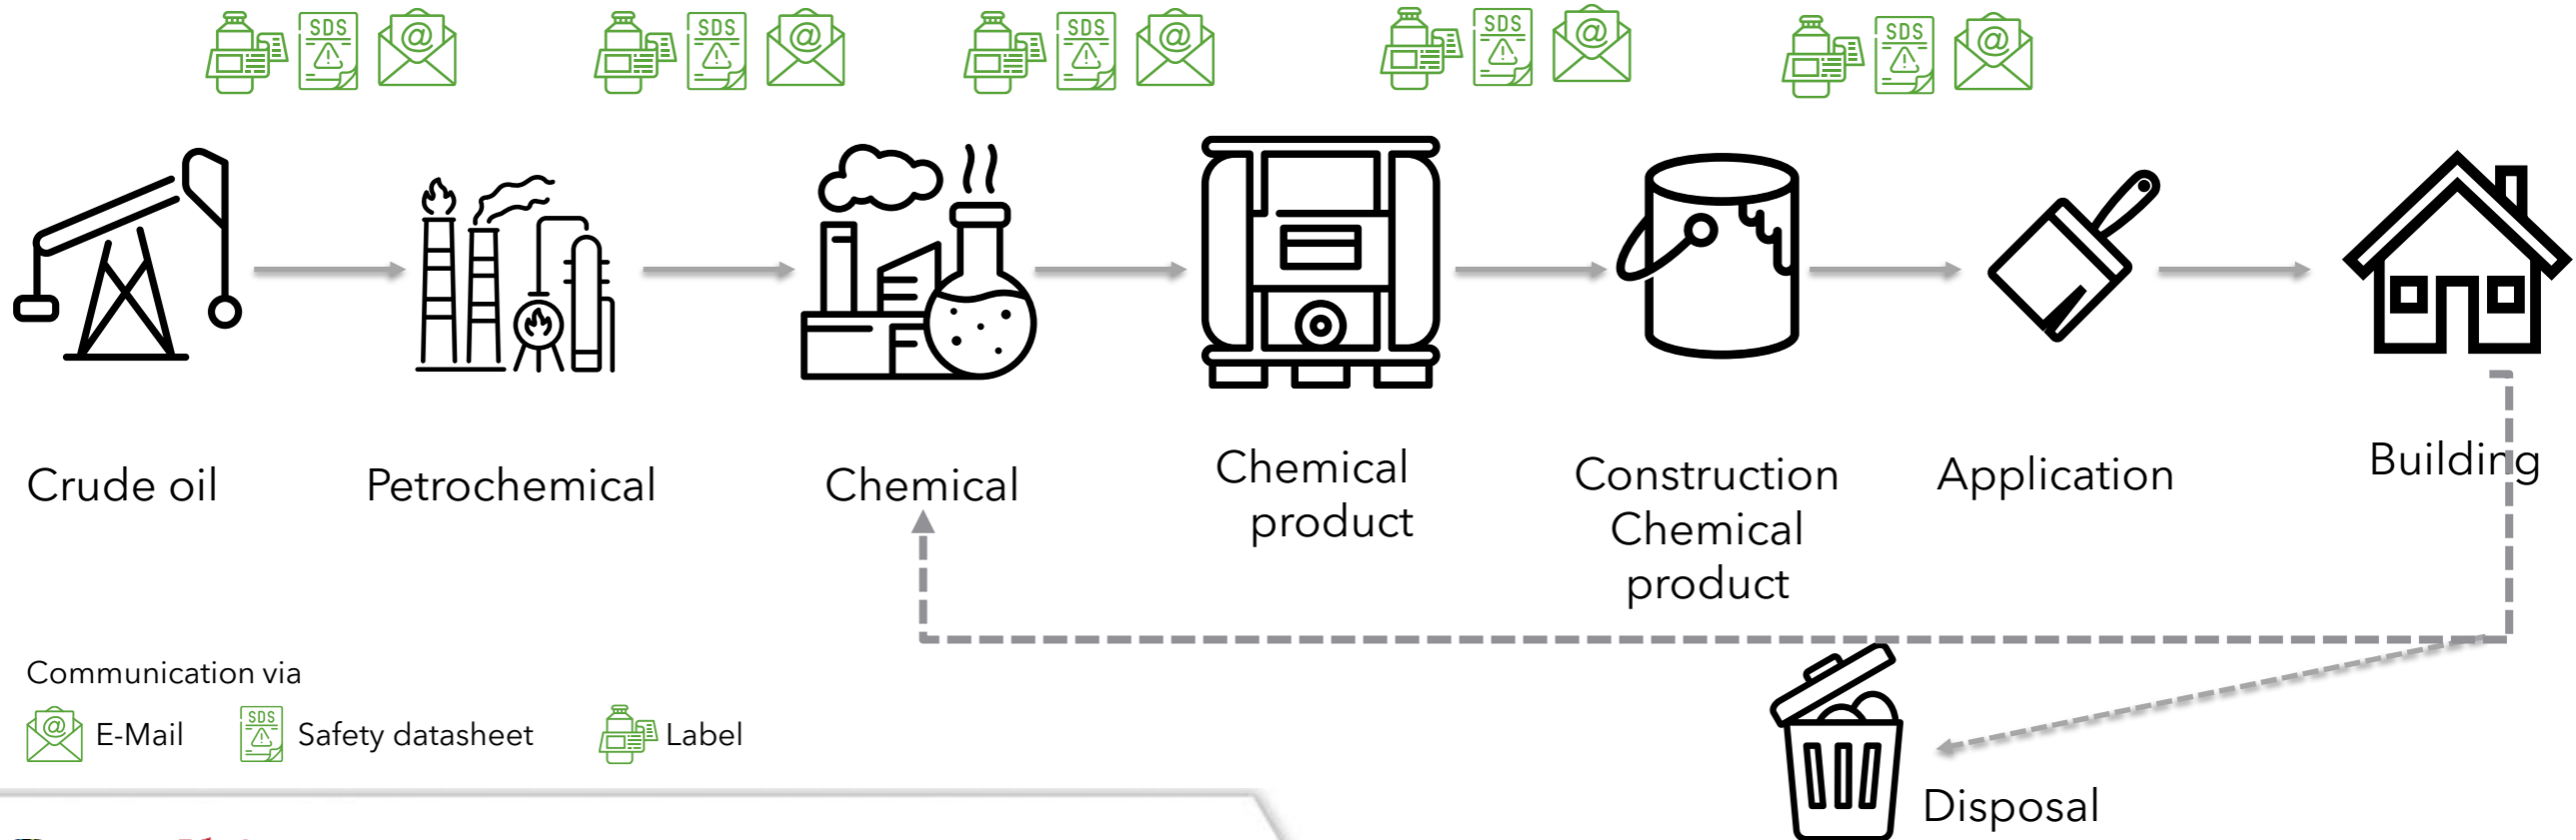 SDS @
SDS @
SDS @
SDS @
SDS @
Crude oil
Petrochemical
Chemical
Chemical
product
Construction
Chemical
product
Application
Building
Communication via
@ E-Mail
SDS Safety datasheet
Label
Disposal